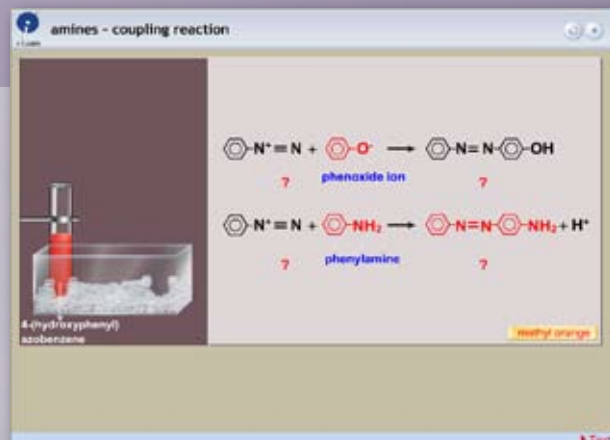 amines - coupling reaction
N⁺ ≡ N + O⁻ → N=N OH
? phenoxide ion ?
N⁺ ≡ N + NH₂ → N=N NH₂ + H⁺
? phenylamine ?
4-(hydroxyphenyl)
azobenzene
methyl orange